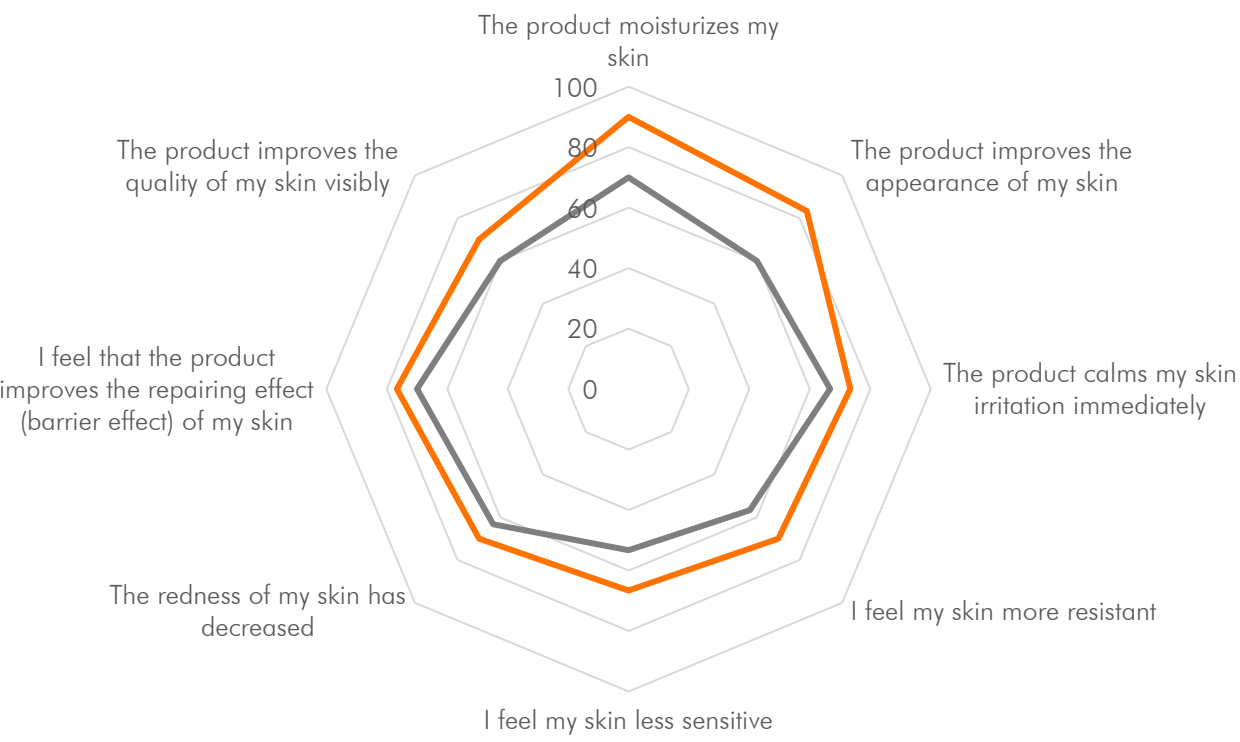 The product moisturizes my
skin
100
80
60
40
20
0
The product improves the
appearance of my skin
The product calms my skin
irritation immediately
I feel my skin more resistant
I feel my skin less sensitive
The redness of my skin has
decreased
I feel that the product
improves the repairing effect
(barrier effect) of my skin
The product improves the
quality of my skin visibly